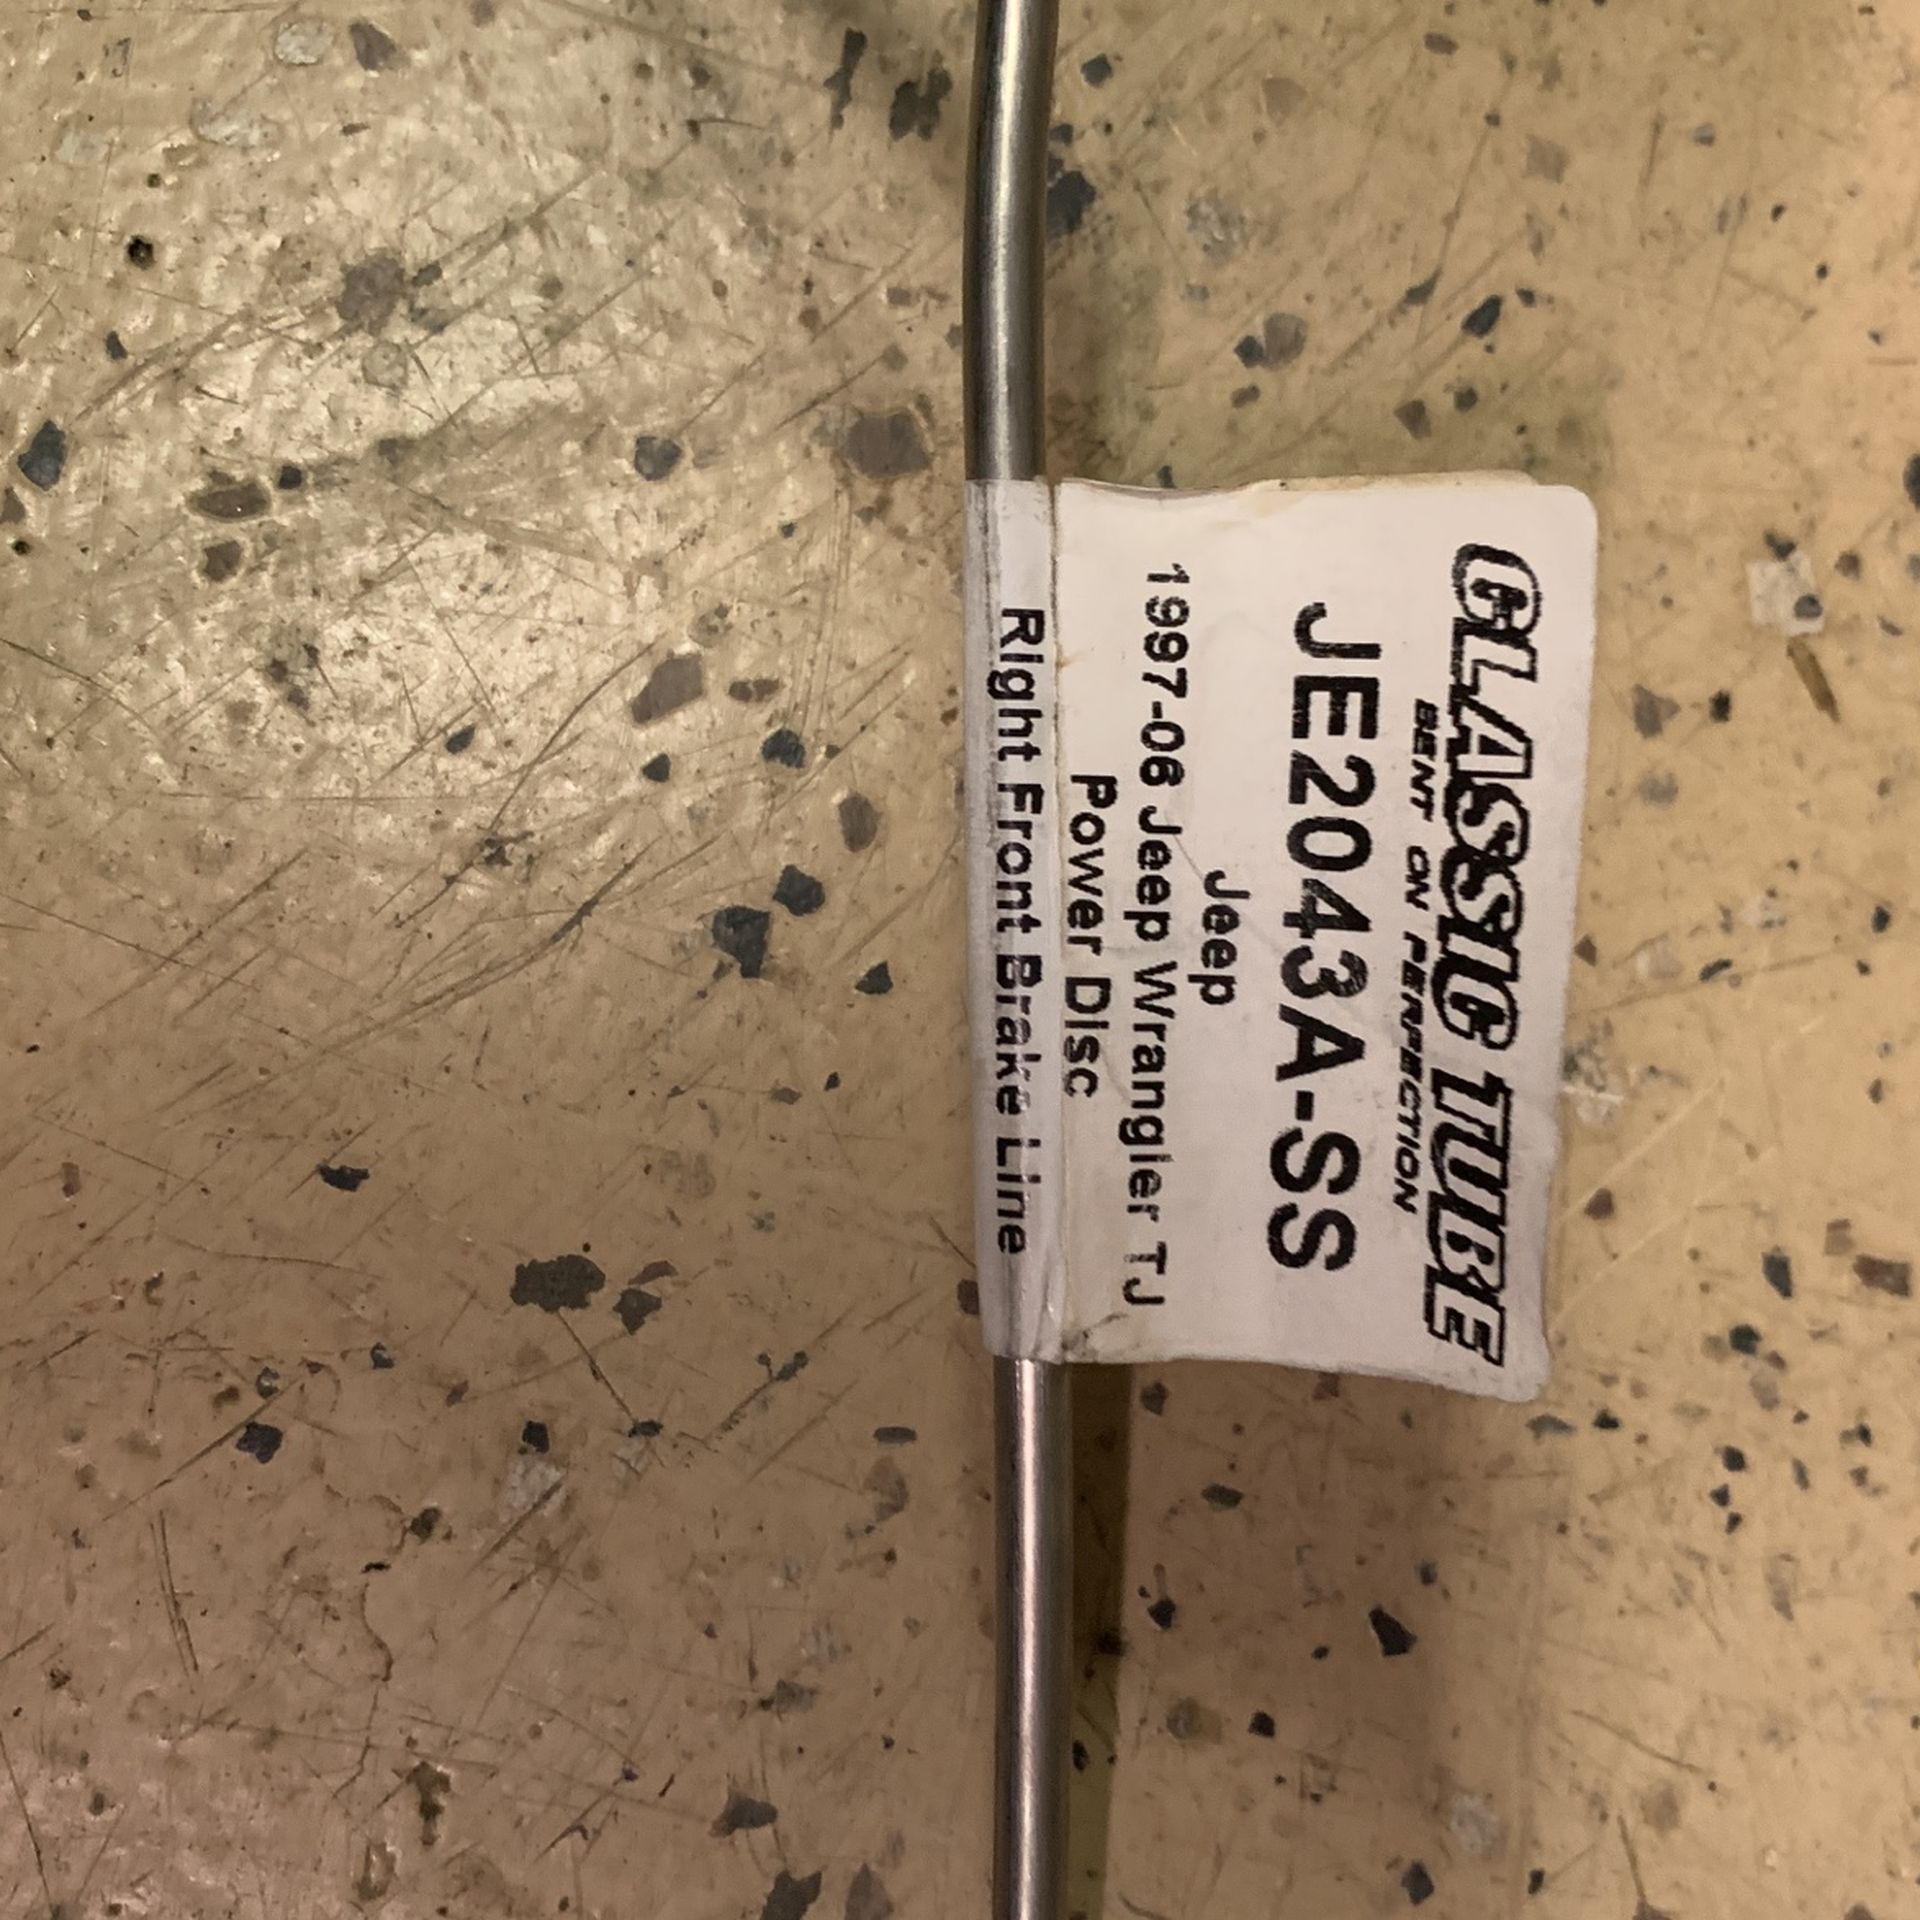 CLASSIC TUBE
BENT ON PERFECTION
JE2043A-SS
Jeep
1997-06 Jeep Wrangler TJ
Power Disc
Right Front Brake Line